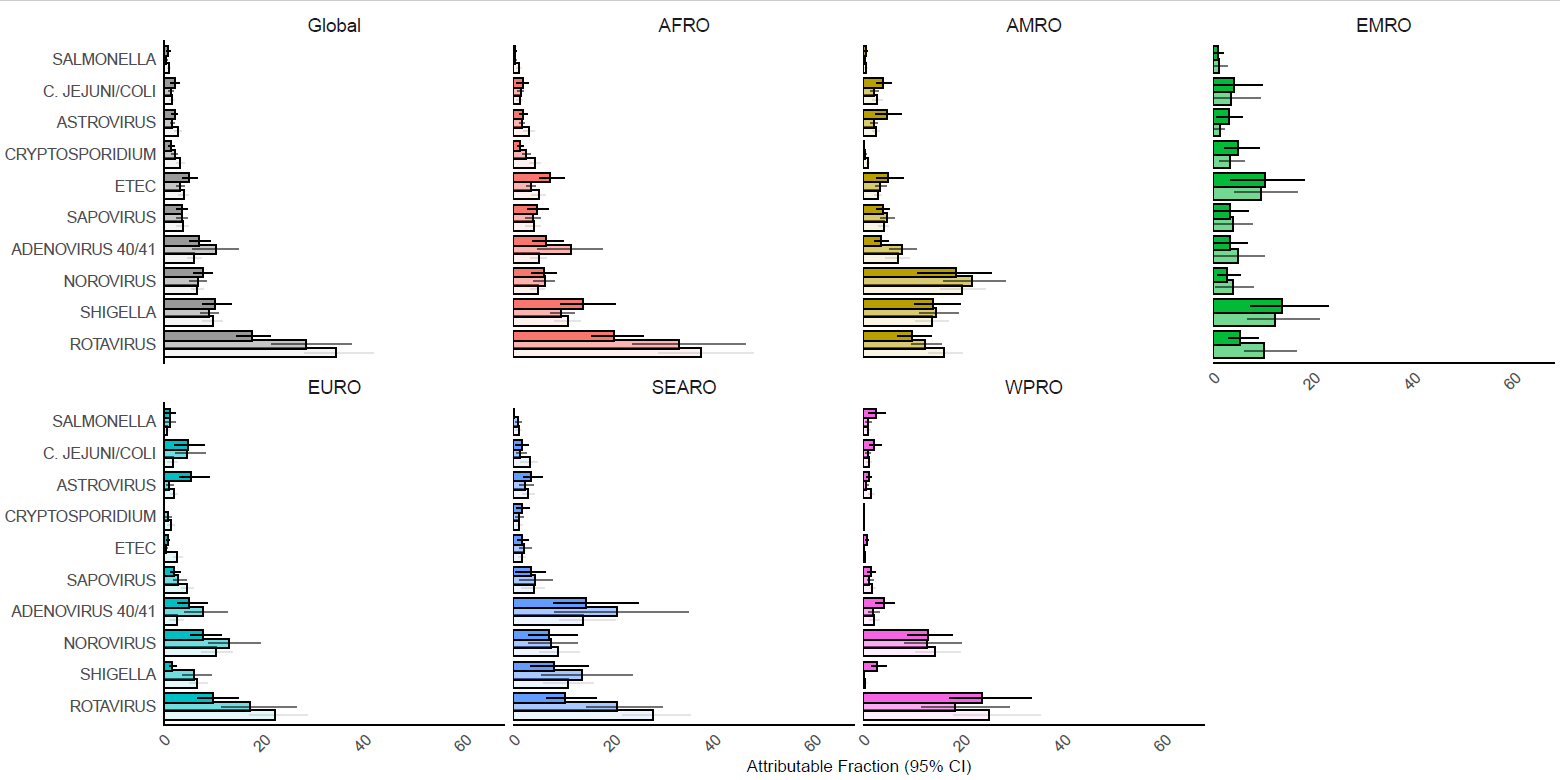 Global AFRO AMRO EMRO
SALMONELLA
C. JEJUNI/COLI
ASTROVIRUS
CRYPTOSPORIDIUM
ETEC
SAPOVIRUS
ADENOVIRUS 40/41
NOROVIRUS
SHIGELLA
ROTAVIRUS
0 20 40 60
EURO SEARO WPRO
SALMONELLA
C. JEJUNI/COLI
ASTROVIRUS
CRYPTOSPORIDIUM
ETEC
SAPOVIRUS
ADENOVIRUS 40/41
NOROVIRUS
SHIGELLA
ROTAVIRUS
0 20 40 60 0 20 40 60 0 20 40 60
Attributable Fraction (95% CI)